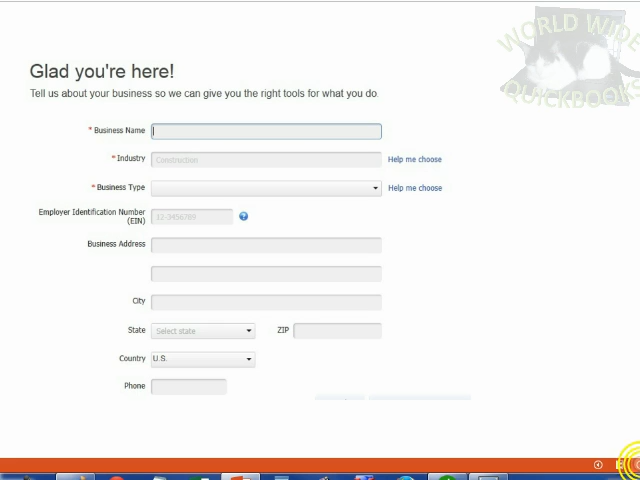 WORLD WIDE
QUICKBOOKS
Glad you're here!
Tell us about your business so we can give you the right tools for what you do.
* Business Name
* Industry Construction Help me choose
* Business Type Help me choose
Employer Identification Number
(EIN) 12-3456789 ?
Business Address
City
State Select state ZIP
Country U.S.
Phone